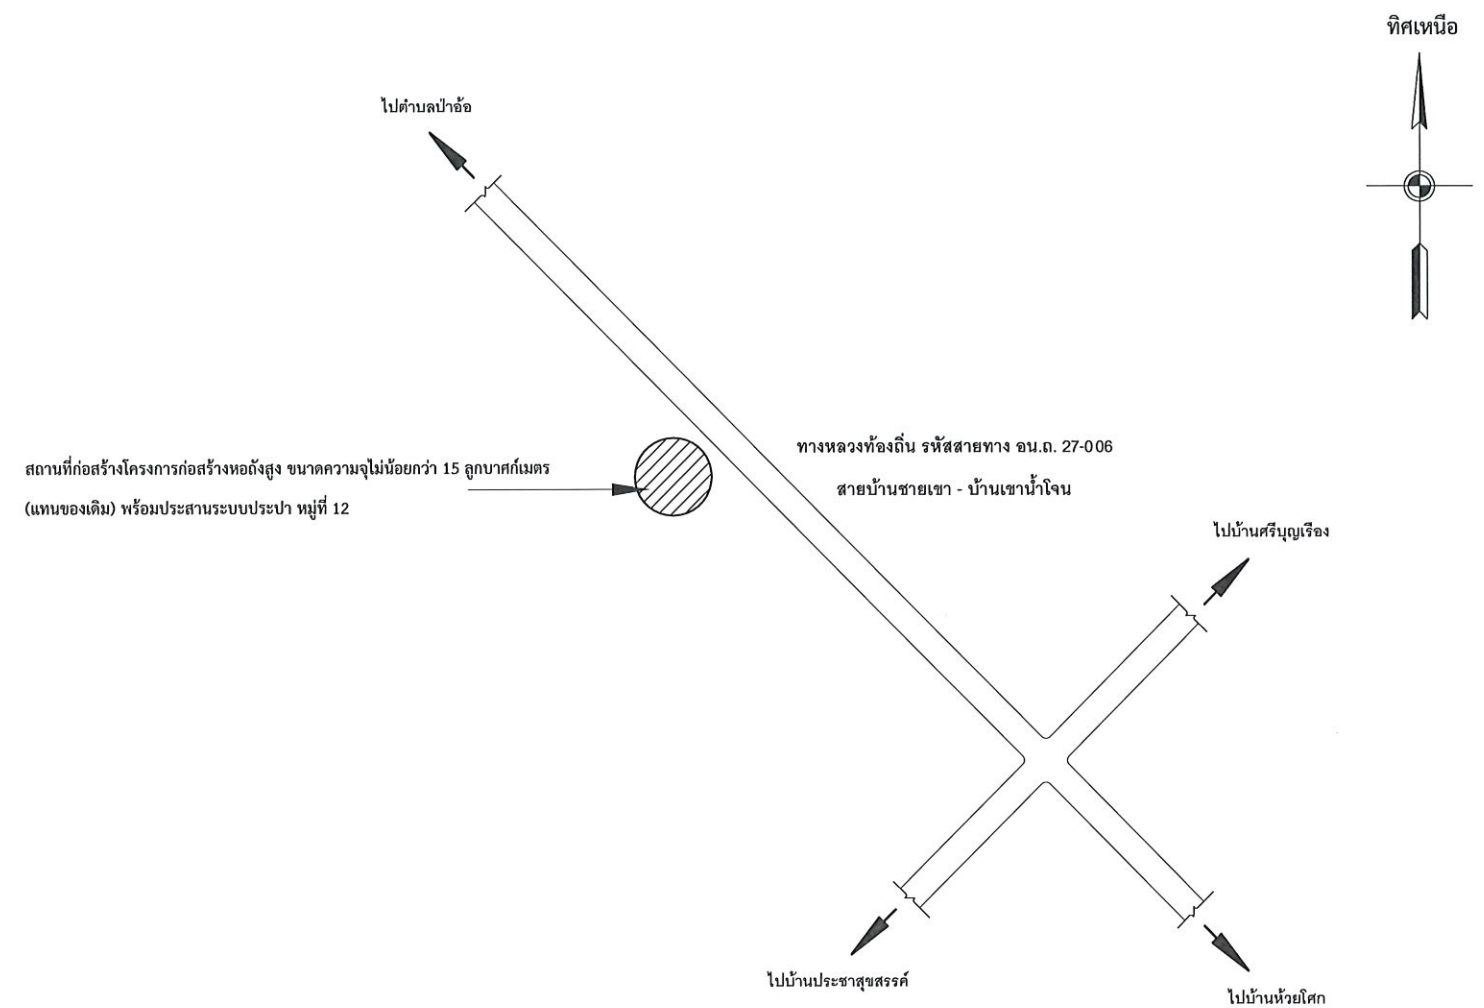 ทิศเหนือ
ไปตำบลป่าอ้อ
ทางหลวงท้องถิ่น รหัสสายทาง อน.ถ. 27-006
สายบ้านชายเขา - บ้านเขาน้ำโจน
สถานที่ก่อสร้างโครงการก่อสร้างหอถังสูง ขนาดความจุไม่น้อยกว่า 15 ลูกบาศก์เมตร
(แทนของเดิม) พร้อมประสานระบบประปา หมู่ที่ 12
ไปบ้านศรีบุญเรือง
ไปบ้านประชาสุขสรรค์
ไปบ้านห้วยโศก